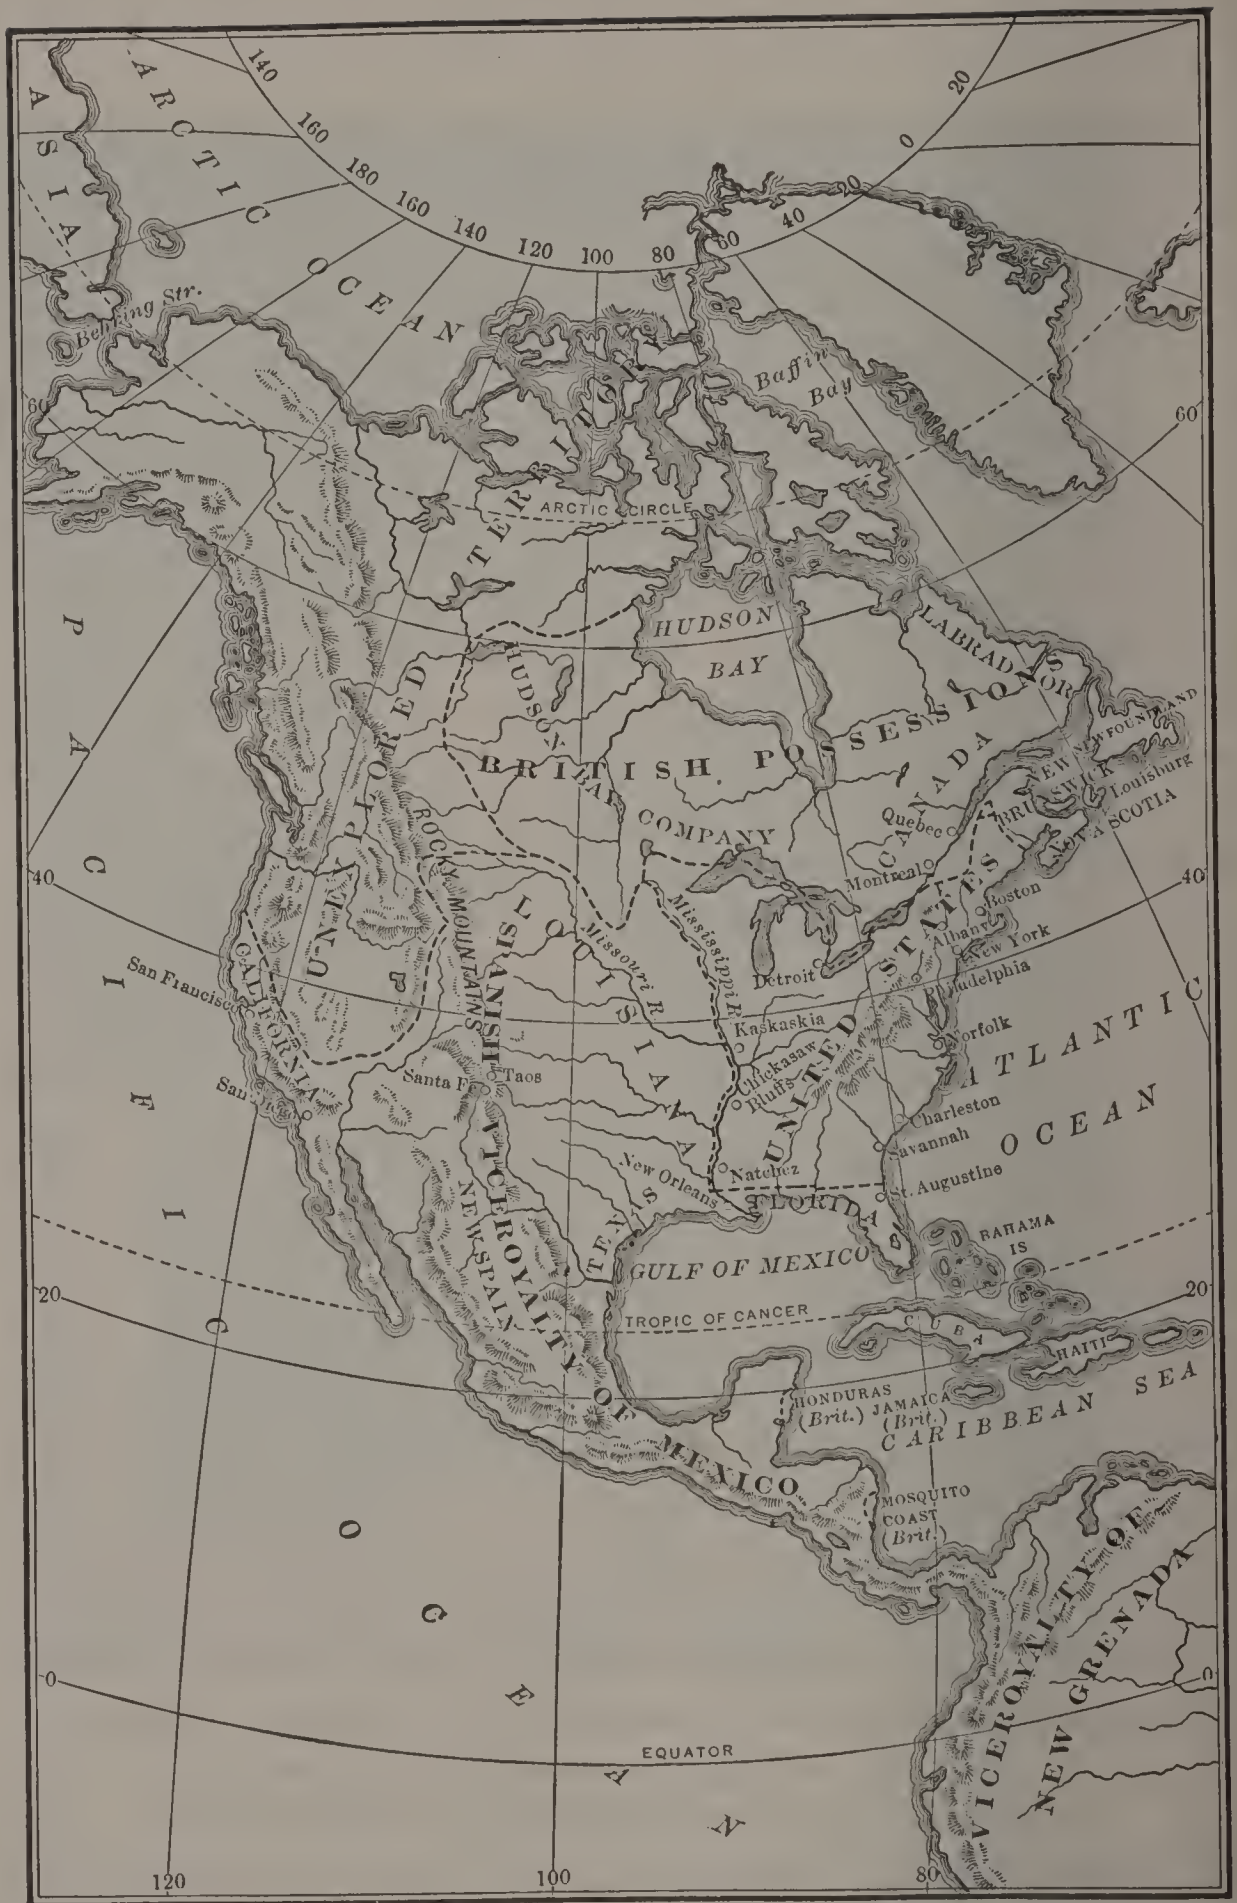 ASIA
ARCTIC OCEAN
140
160
180
160
140
120
100
80
60
40
20
0
20
Behring Str.
Baffin
Bay
60
60
ARCTIC CIRCLE
UNEXPLORED TERRITORY
HUDSON
BAY
LABRADOR
HUDSON BAY
COMPANY
BRITISH POSSESSIONS
CANADA
NEWFOUNDLAND
NEW
BRUNSWICK
Louisburg
NOVA SCOTIA
Quebec
Montreal
ROCKY MOUNTAINS
40
40
Boston
Albany
New York
Philadelphia
Detroit
Mississippi R.
Missouri R.
SPANISH
LOUISIANA
UNITED STATES
CALIFORNIA
San Francisco
Kaskaskia
Norfolk
Chickasaw
Bluffs
Santa F
Taos
San
Charleston
Savannah
Natchez
New Orleans
St. Augustine
FLORIDAS
TEXAS
ATLANTIC
OCEAN
BAHAMA
IS
GULF OF MEXICO
VICEROYALTY OF MEXICO
NEW SPAIN
TROPIC OF CANCER
20
20
CUBA
HAITI
HONDURAS
(Brit.)
JAMAICA
(Brit.)
CARIBBEAN SEA
MOSQUITO
COAST
(Brit.)
PACIFIC OCEAN
VICEROYALTY OF
NEW GRENADA
0
0
EQUATOR
120
100
80